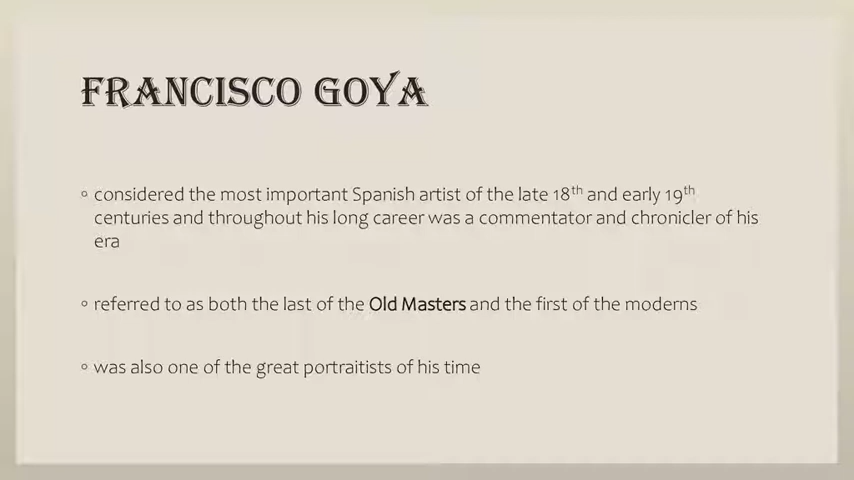 FRANCISCO GOYA
◦ considered the most important Spanish artist of the late 18th and early 19th
centuries and throughout his long career was a commentator and chronicler of his
era
◦ referred to as both the last of the Old Masters and the first of the moderns
◦ was also one of the great portraitists of his time